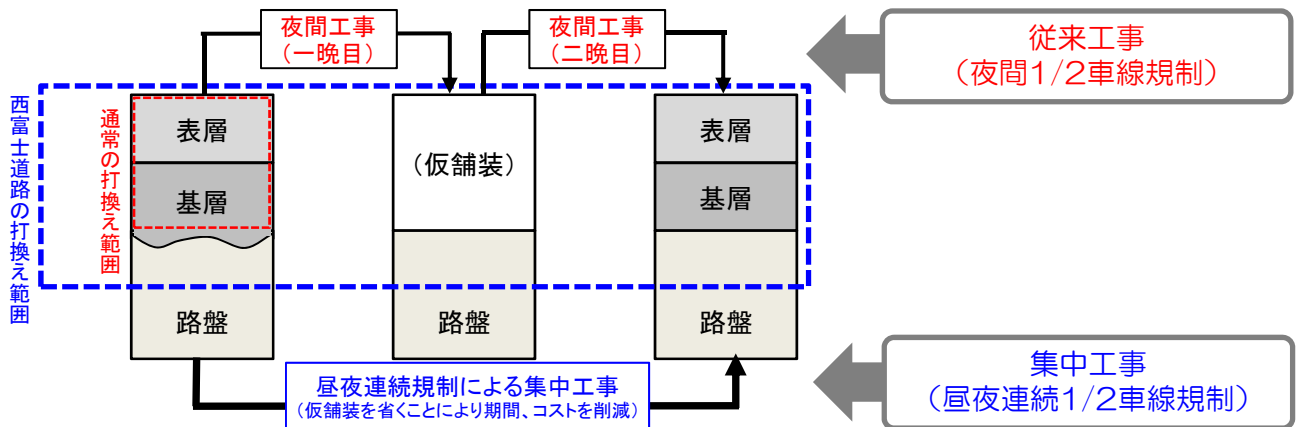 夜間工事
（一晩目）
夜間工事
（二晩目）
従来工事
（夜間1/2車線規制）
西富士道路の打換え範囲
通常の打換え範囲
表層
基層
路盤
（仮舗装）
路盤
表層
基層
路盤
昼夜連続規制による集中工事
（仮舗装を省くことにより期間、コストを削減）
集中工事
（昼夜連続1/2車線規制）